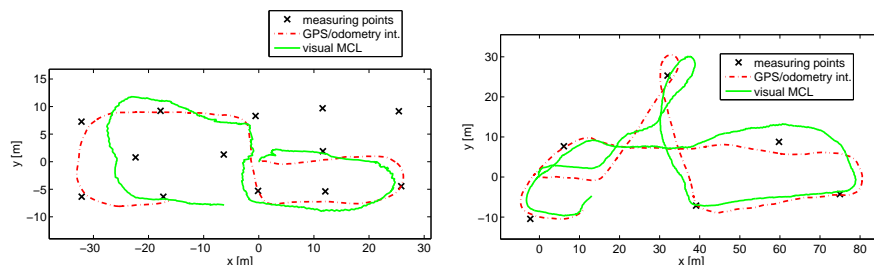 measuring points
GPS/odometry int.
visual MCL
15
10
5
0
−5
−10
y [m]
−30
−20
−10
0
10
20
30
x [m]
measuring points
GPS/odometry int.
visual MCL
30
20
10
0
−10
y [m]
0
10
20
30
40
50
60
70
80
x [m]